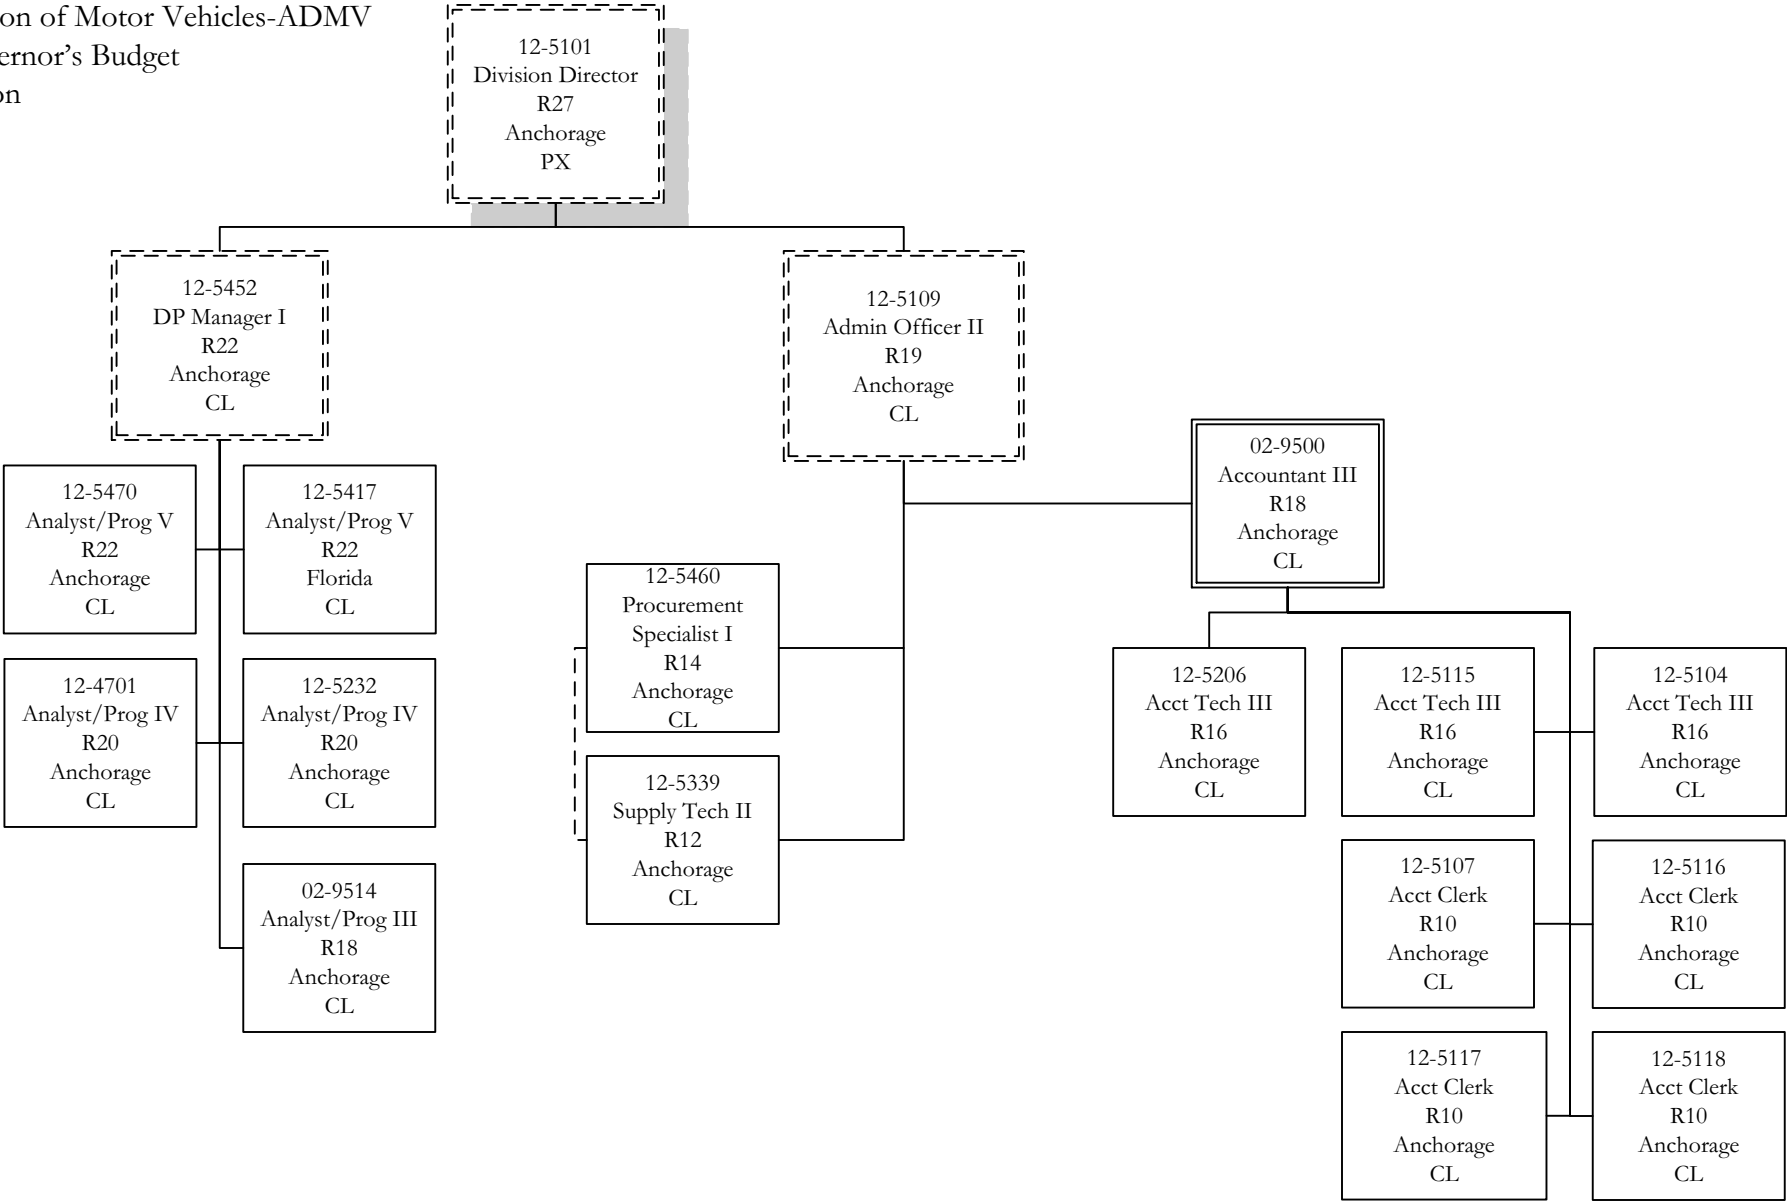 of Motor Vehicles-ADMV
Budget
12-5101
Division Director
R27
Anchorage
PX
12-5452
DP Manager I
R22
Anchorage
CL
12-5109
Admin Officer II
R19
Anchorage
CL
02-9500
Accountant III
R18
Anchorage
CL
12-5470
Analyst/Prog V
R22
Anchorage
CL
12-5417
Analyst/Prog V
R22
Florida
CL
12-5460
Procurement
Specialist I
R14
Anchorage
CL
12-4701
Analyst/Prog IV
R20
Anchorage
CL
12-5232
Analyst/Prog IV
R20
Anchorage
CL
12-5206
Acct Tech III
R16
Anchorage
CL
12-5115
Acct Tech III
R16
Anchorage
CL
12-5104
Acct Tech III
R16
Anchorage
CL
12-5339
Supply Tech II
R12
Anchorage
CL
02-9514
Analyst/Prog III
R18
Anchorage
CL
12-5107
Acct Clerk
R10
Anchorage
CL
12-5116
Acct Clerk
R10
Anchorage
CL
12-5117
Acct Clerk
R10
Anchorage
CL
12-5118
Acct Clerk
R10
Anchorage
CL